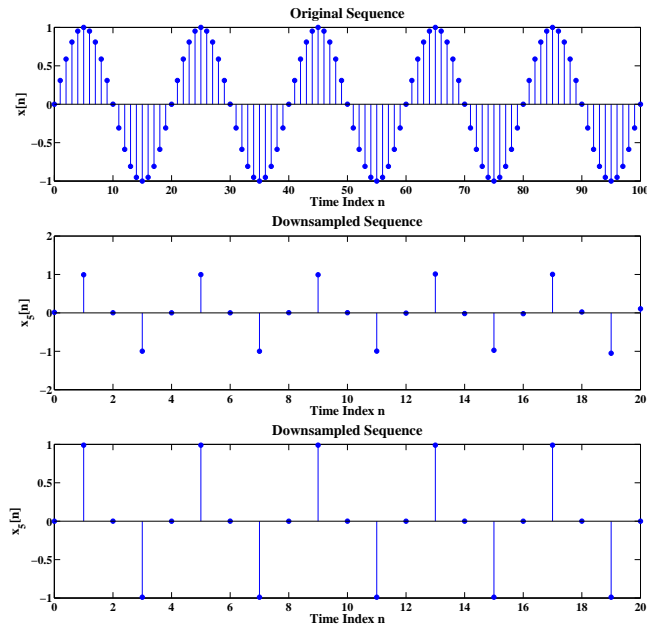 Original Sequence
1
0.5
0
−0.5
−1
x[n]
0 10 20 30 40 50 60 70 80 90 100
Time Index n
Downsampled Sequence
2
1
0
−1
−2
x5[n]
0 2 4 6 8 10 12 14 16 18 20
Time Index n
Downsampled Sequence
1
0.5
0
−0.5
−1
x5[n]
0 2 4 6 8 10 12 14 16 18 20
Time Index n